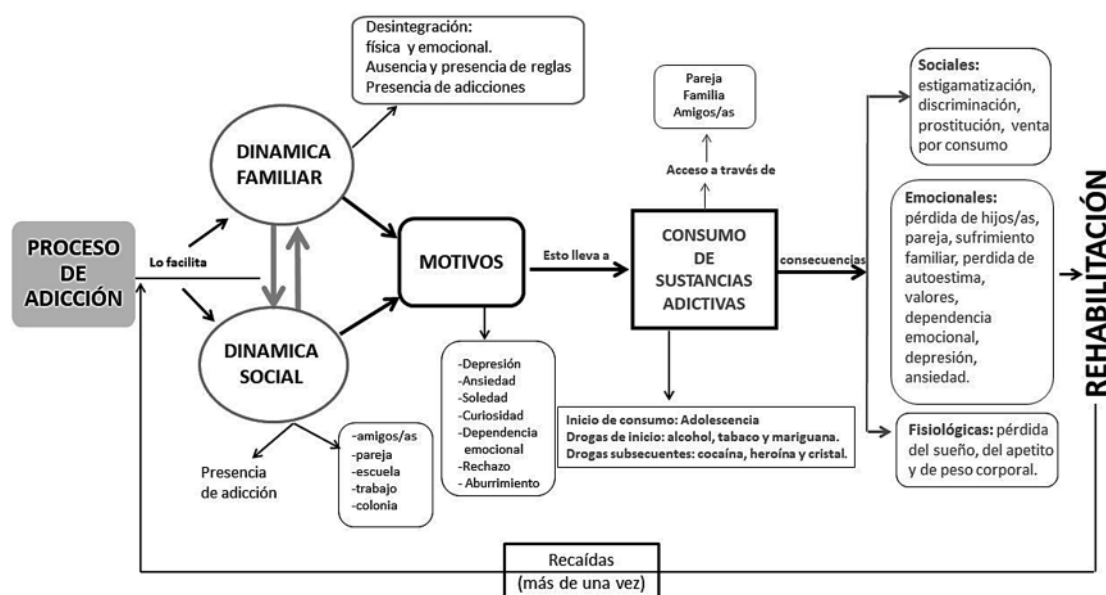 PROCESO
DE
ADICCIÓN
Lo facilita
DINAMICA
FAMILIAR
Desintegración:
física y emocional.
Ausencia y presencia de reglas
Presencia de adicciones
DINAMICA
SOCIAL
Presencia
de adicción
-amigos/as
-pareja
-escuela
-trabajo
-colonia
MOTIVOS
-Depresión
-Ansiedad
-Soledad
-Curiosidad
-Dependencia
emocional
-Rechazo
- Aburrimiento
Esto lleva a
Pareja
Familia
Amigos/as
Acceso a través de
CONSUMO
DE
SUSTANCIAS
ADICTIVAS
Inicio de consumo: Adolescencia
Drogas de inicio: alcohol, tabaco y mariguana.
Drogas subsecuentes: cocaína, heroína y cristal.
consecuencias
Sociales:
estigamatización,
discriminación,
prostitución, venta
por consumo
Emocionales:
pérdida de hijos/as,
pareja, sufrimiento
familiar, perdida de
autoestima,
valores,
dependencia
emocional,
depresión,
ansiedad.
Fisiológicas: pérdida
del sueño, del apetito
y de peso corporal.
REHABILITACIÓN
Recaídas
(más de una vez)